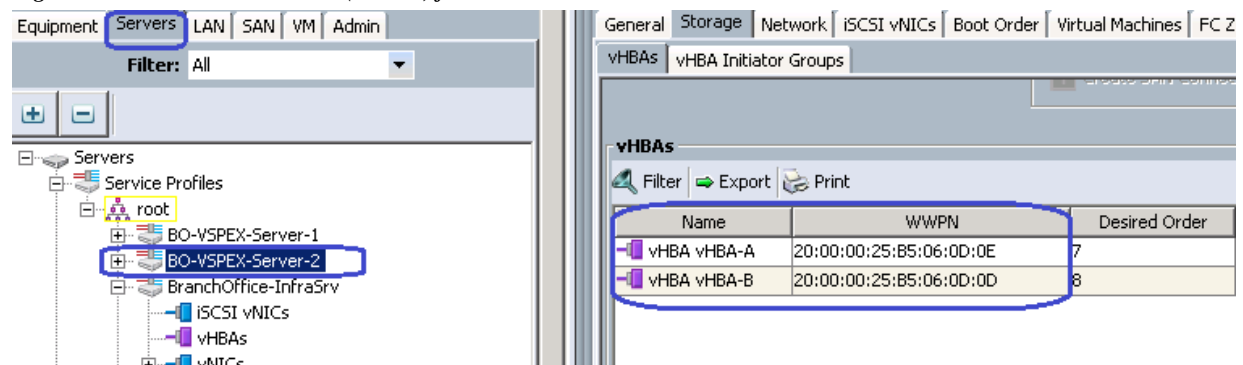 Equipment Servers LAN SAN VM Admin
Filter: All
Servers
Service Profiles
root
BO-VSPEX-Server-1
BO-VSPEX-Server-2
BranchOffice-InfraSrv
iSCSI vNICs
vHBAs
vNICs
General Storage Network iSCSI vNICs Boot Order Virtual Machines FC Z
vHBAs vHBA Initiator Groups
vHBAs
Filter Export Print
Name WWPN Desired Order
vHBA vHBA-A 20:00:00:25:B5:06:0D:0E 7
vHBA vHBA-B 20:00:00:25:B5:06:0D:0D 8